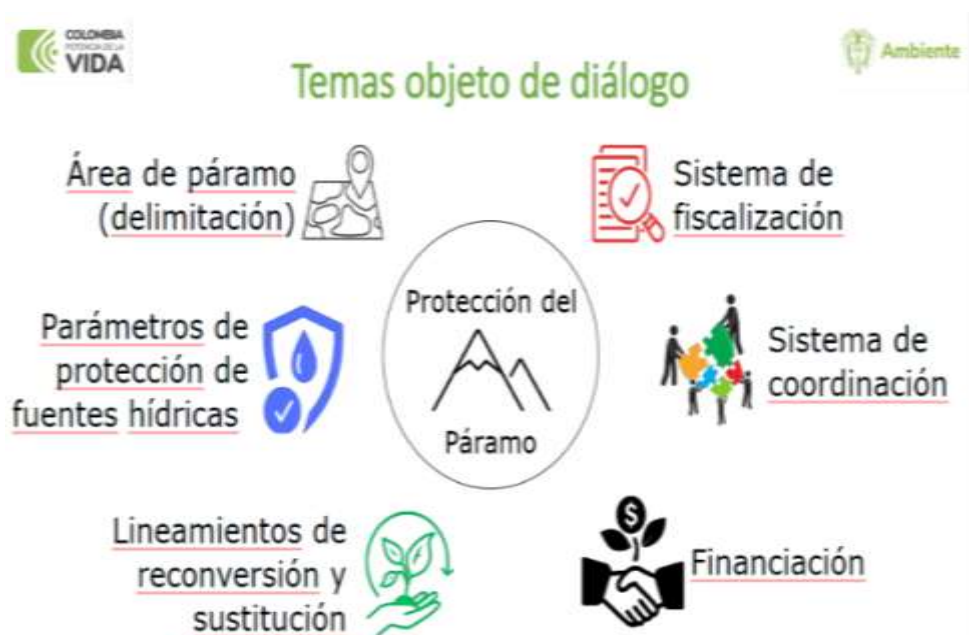 COLOMBIA
POTENCIA DE LA
VIDA
Ambiente
Temas objeto de diálogo
Área de páramo
(delimitación)
Sistema de
fiscalización
Protección del
Páramo
Parámetros de
protección de
fuentes hídricas
Sistema de
coordinación
Lineamientos de
reconversión y
sustitución
$
Financiación